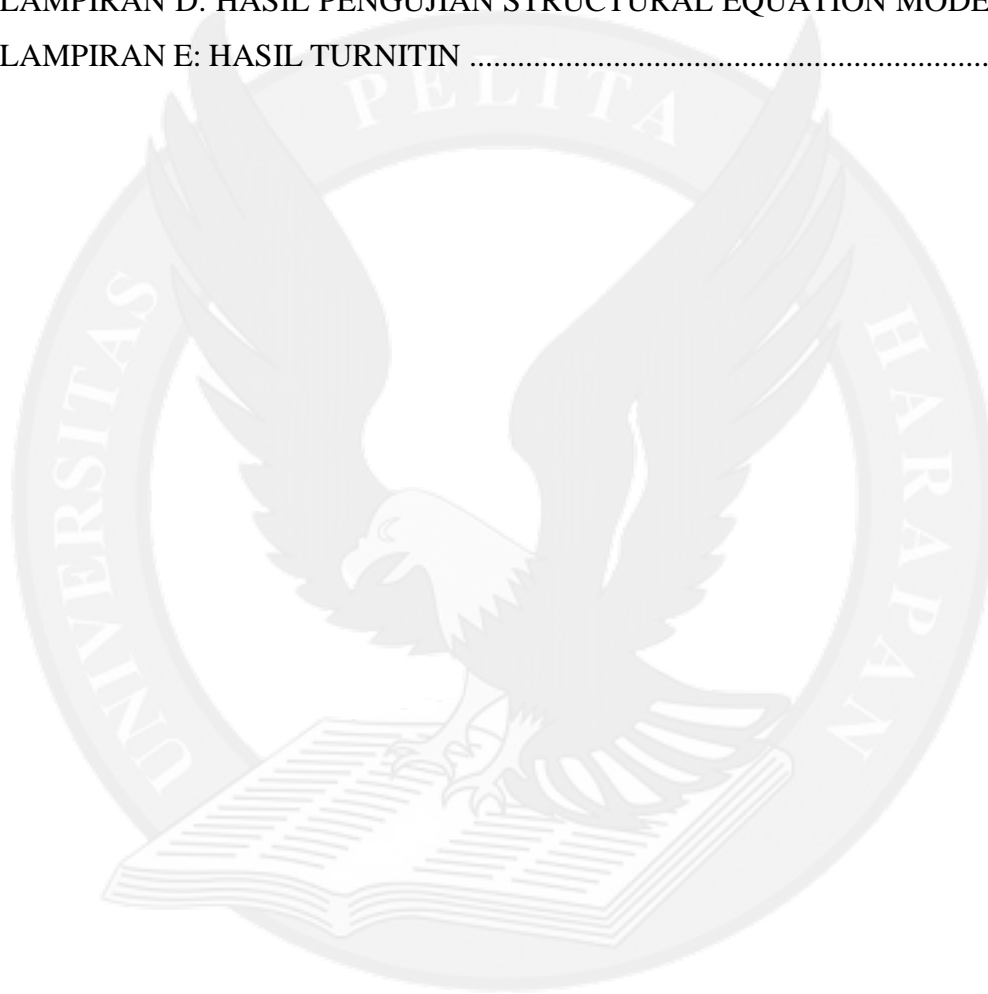 LAMPIRAN D: HASIL PENGUJIAN STRUCTURAL EQUATION MODE
LAMPIRAN E: HASIL TURNITIN ..................................................................
UNIVERSITAS PELITA HARAPAN